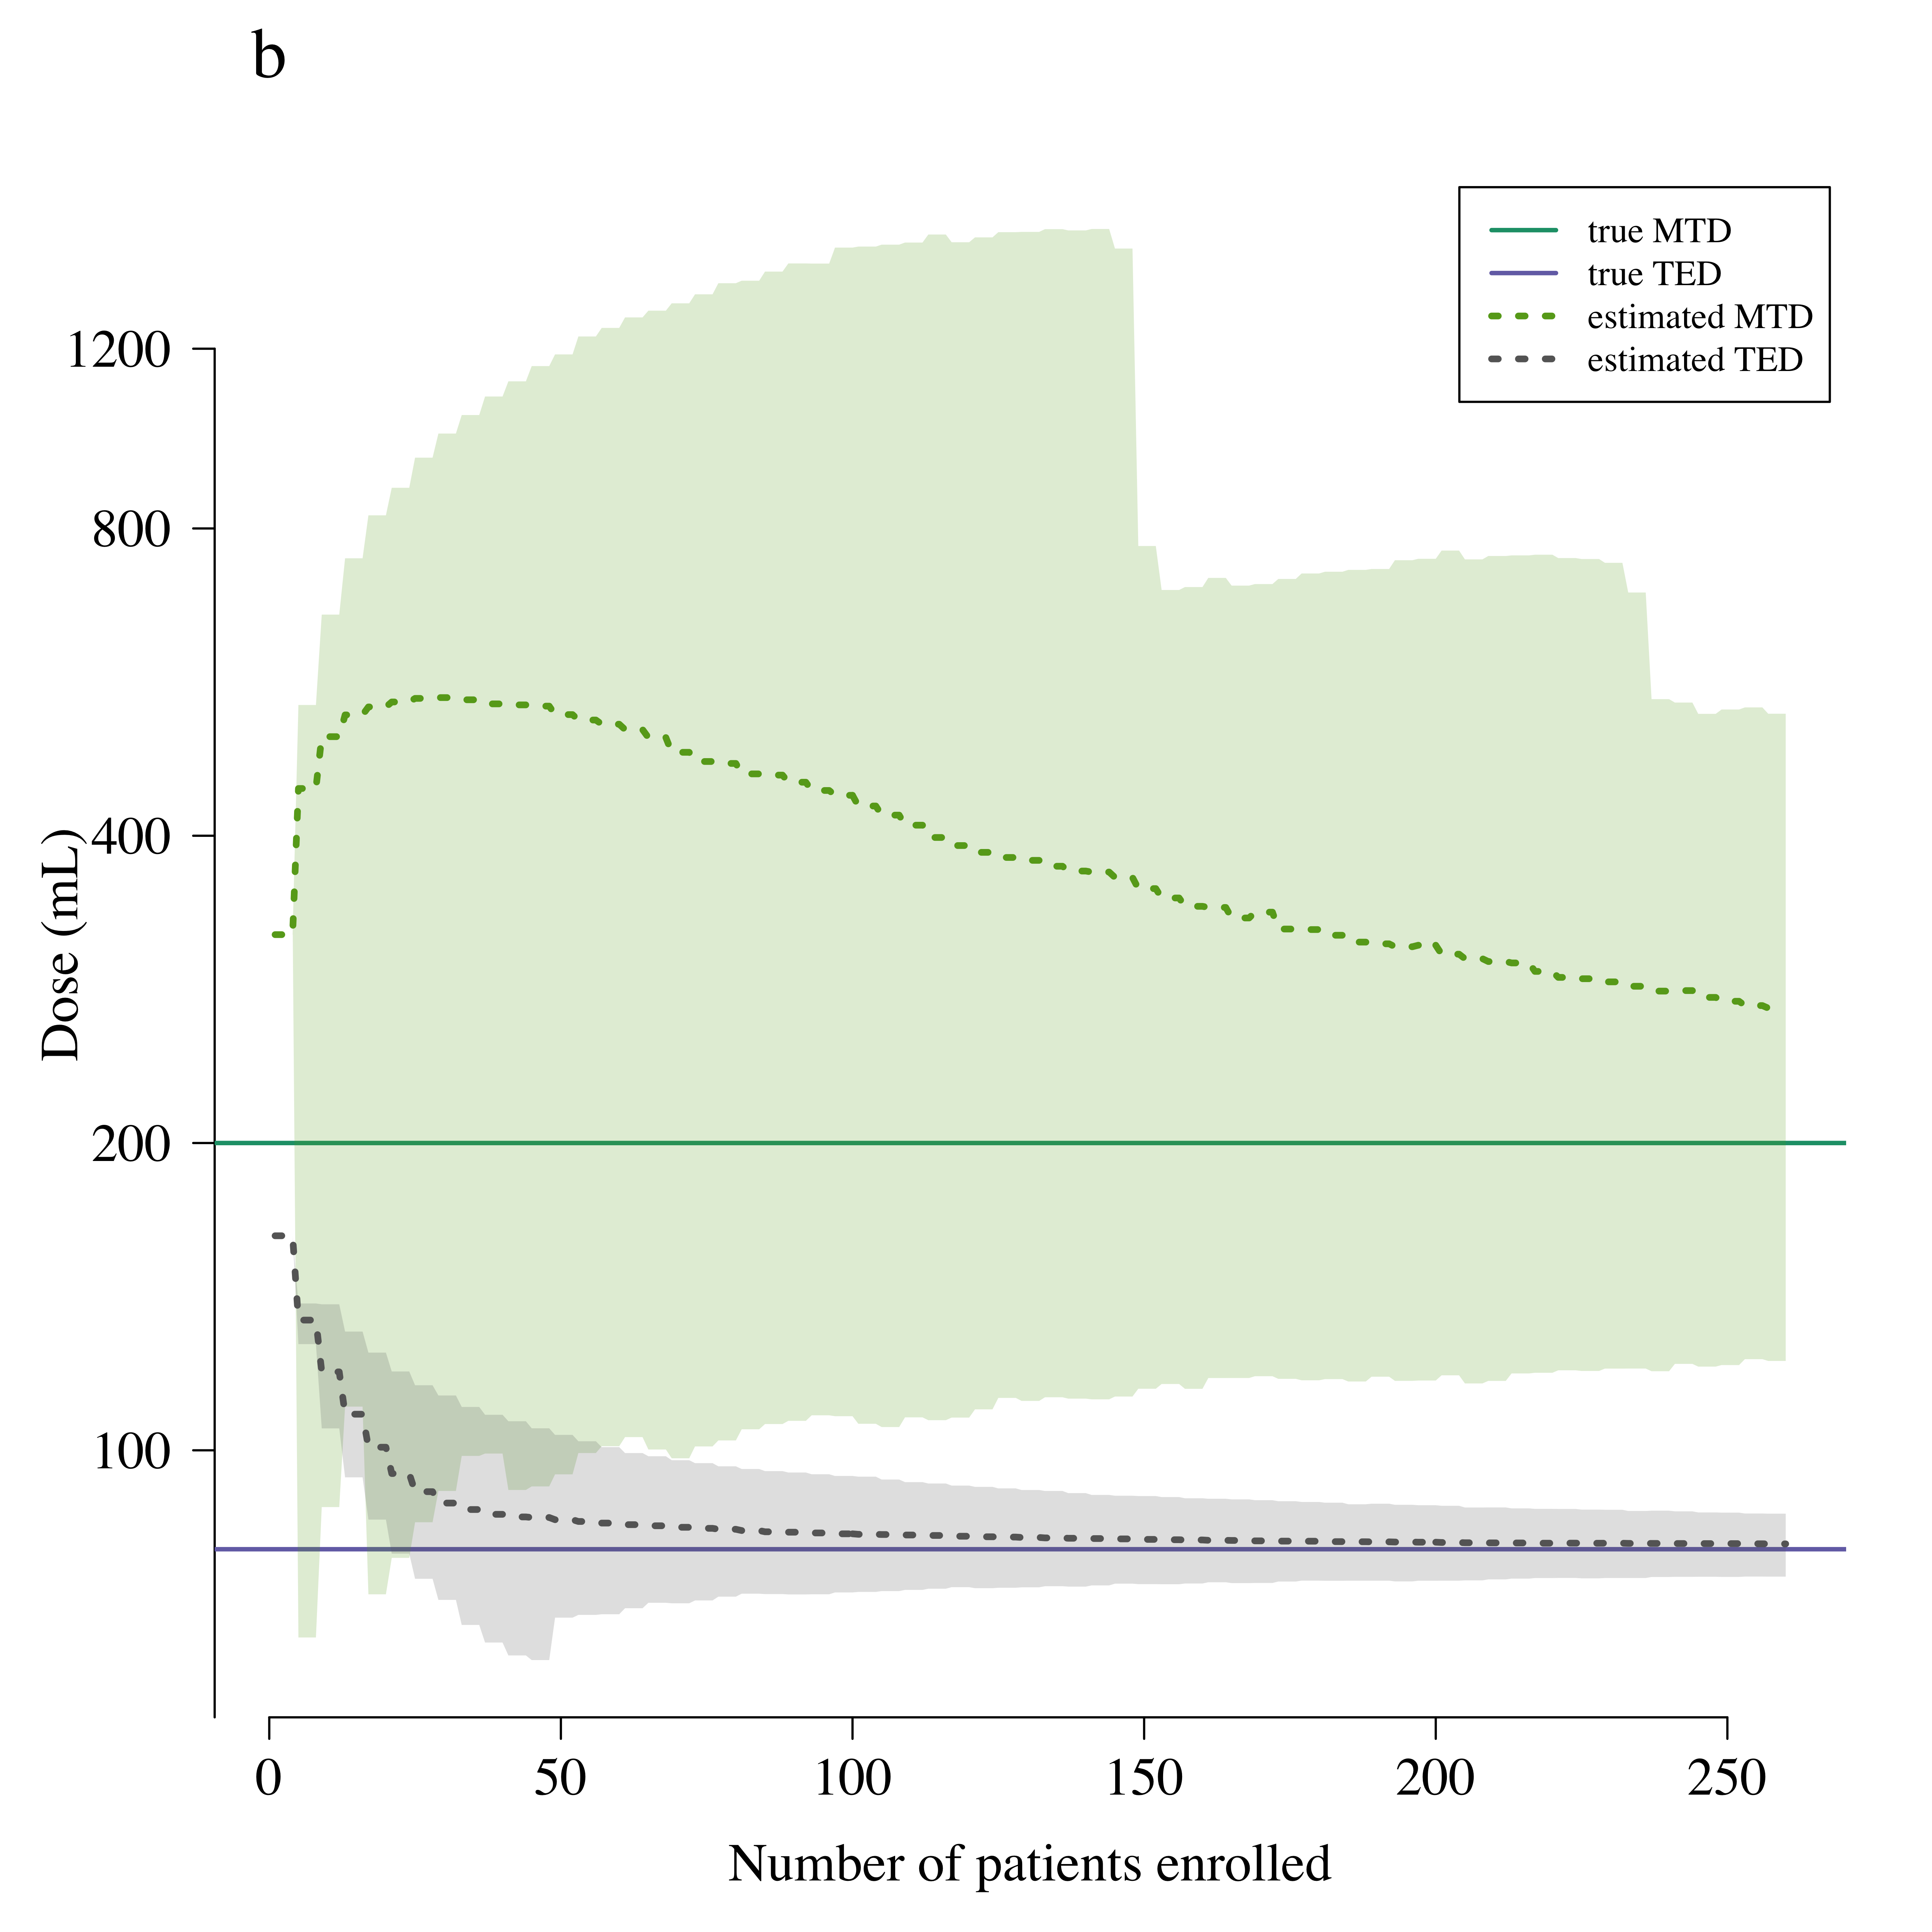 b
true MTD
true TED
estimated MTD
estimated TED
1200
800
400
200
100
Dose (mL)
0 50 100 150 200 250
Number of patients enrolled